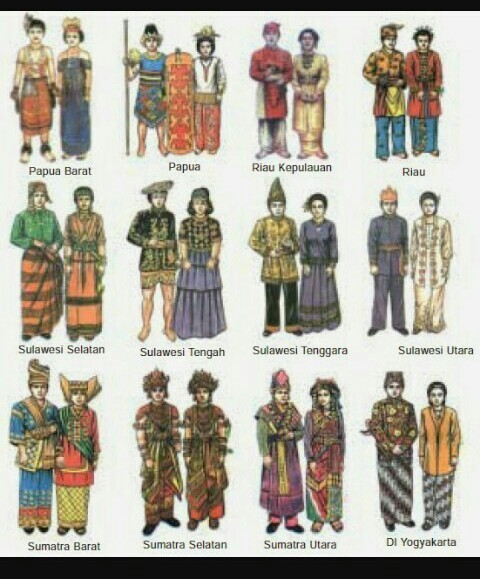 Papua Barat
Papua
Riau Kepulauan
Riau
Sulawesi Selatan
Sulawesi Tengah
Sulawesi Tenggara
Sulawesi Utara
Sumatra Barat
Sumatra Selatan
Sumatra Utara
DI Yogyakarta